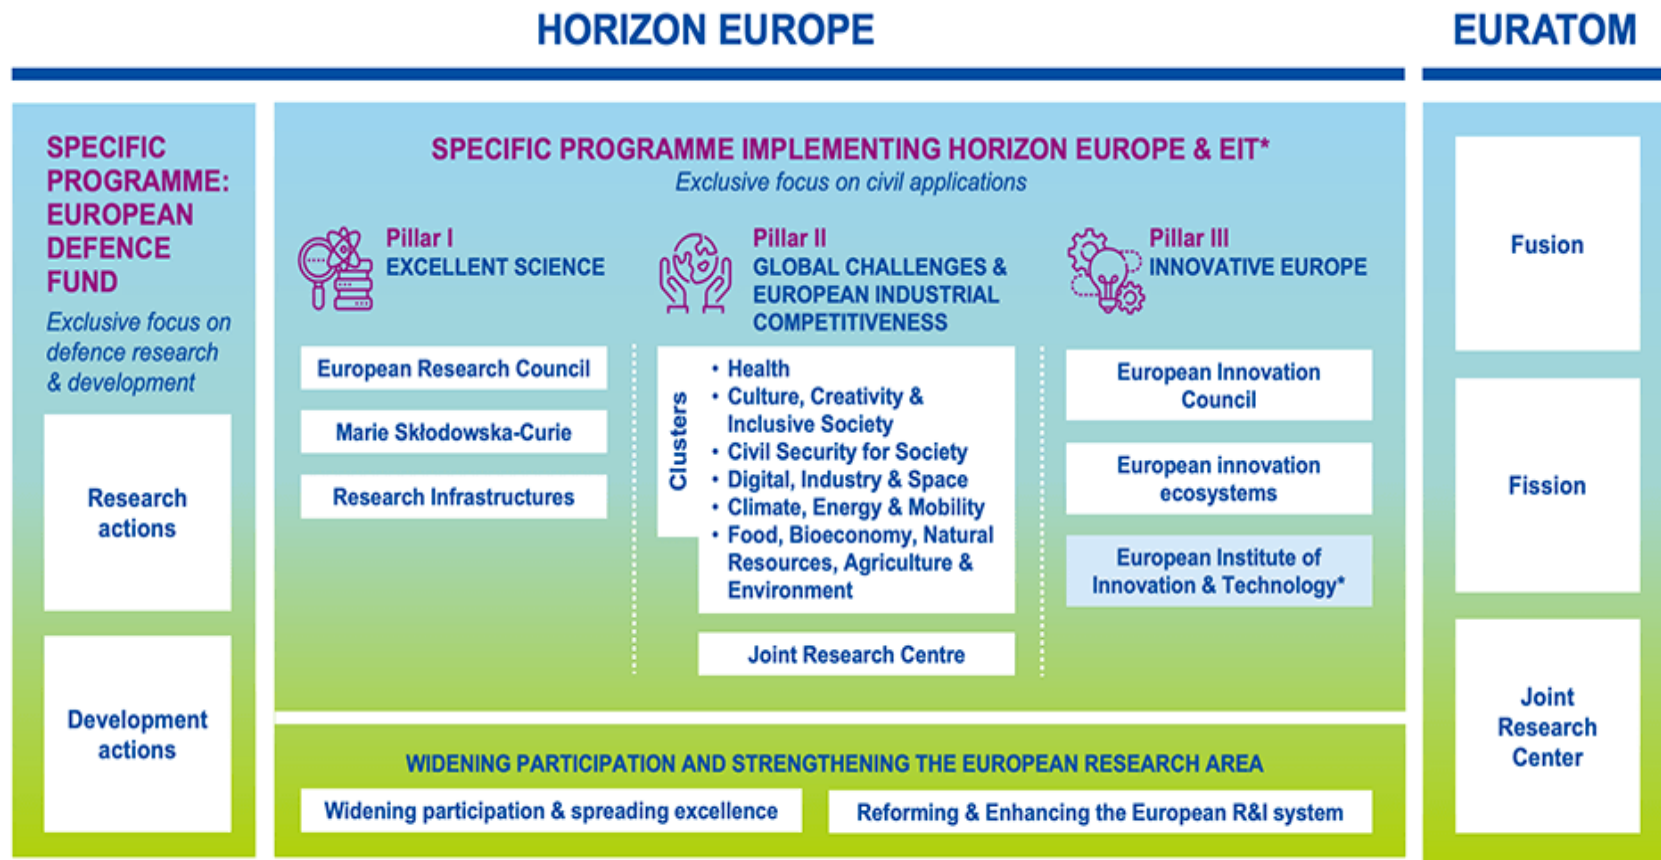 HORIZON EUROPE
EURATOM
SPECIFIC
PROGRAMME:
EUROPEAN
DEFENCE
FUND
Exclusive focus on
defence research
& development
Research
actions
Development
actions
SPECIFIC PROGRAMME IMPLEMENTING HORIZON EUROPE & EIT*
Exclusive focus on civil applications
Pillar I
EXCELLENT SCIENCE
European Research Council
Marie Skłodowska-Curie
Research Infrastructures
Pillar II
GLOBAL CHALLENGES &
EUROPEAN INDUSTRIAL
COMPETITIVENESS
Clusters
• Health
• Culture, Creativity &
Inclusive Society
• Civil Security for Society
• Digital, Industry & Space
• Climate, Energy & Mobility
• Food, Bioeconomy, Natural
Resources, Agriculture &
Environment
Joint Research Centre
Pillar III
INNOVATIVE EUROPE
European Innovation
Council
European innovation
ecosystems
European Institute of
Innovation & Technology*
WIDENING PARTICIPATION AND STRENGTHENING THE EUROPEAN RESEARCH AREA
Widening participation & spreading excellence
Reforming & Enhancing the European R&I system
Fusion
Fission
Joint
Research
Center